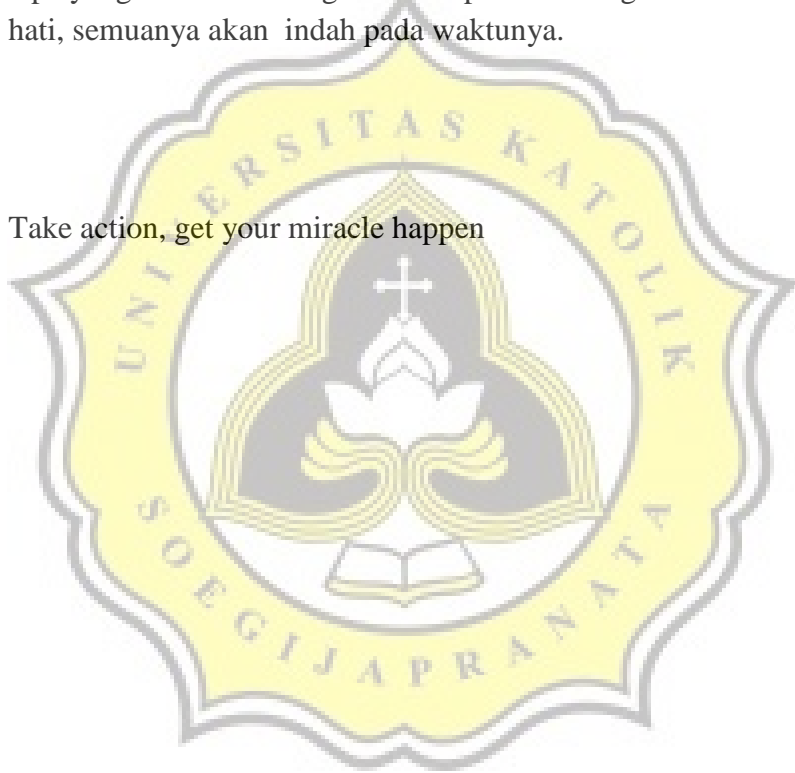 hati, semuanya akan indah pada waktunya.
UNIVERSITAS KATOLIK
Take action, get your miracle happen
SOEGIJAPRANATA